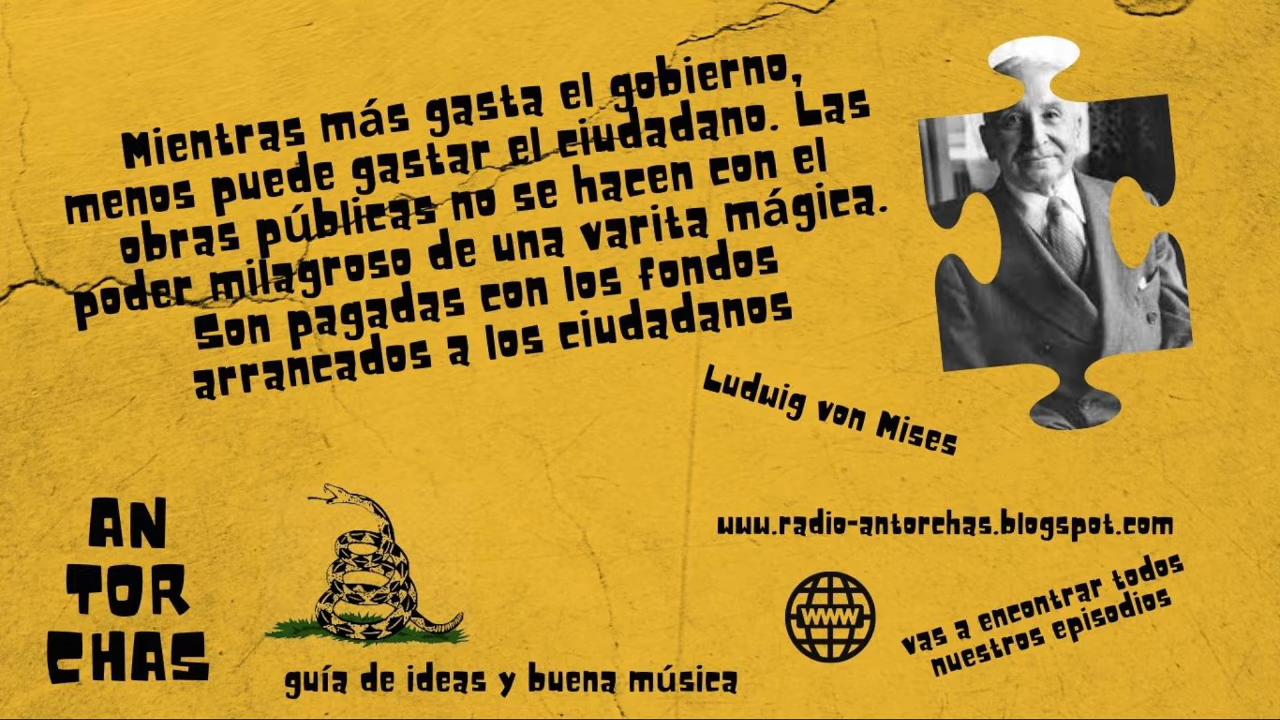 Mientras más gasta el gobierno,
menos puede gastar el ciudadano. Las
obras públicas no se hacen con el
poder milagroso de una varita mágica.
Son pagadas con los fondos
arrancados a los ciudadanos
Ludwig von Mises
AN
TOR
CHAS
guía de ideas y buena música
www.radio-antorchas.blogspot.com
WWW
vas a encontrar todos
nuestros episodios